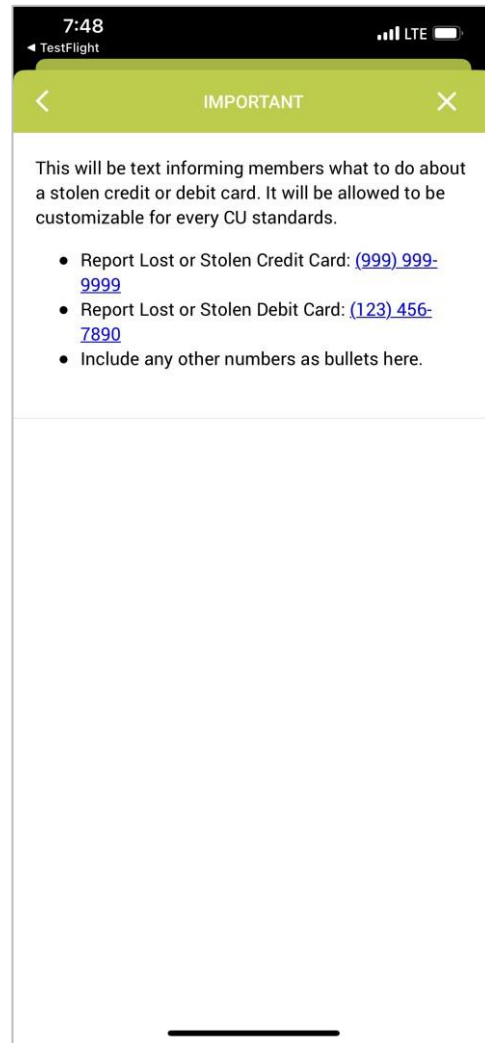 7:48
LTE
◀ TestFlight
IMPORTANT
This will be text informing members what to do about
a stolen credit or debit card. It will be allowed to be
customizable for every CU standards.
● Report Lost or Stolen Credit Card: (999) 999-
9999
● Report Lost or Stolen Debit Card: (123) 456-
7890
● Include any other numbers as bullets here.